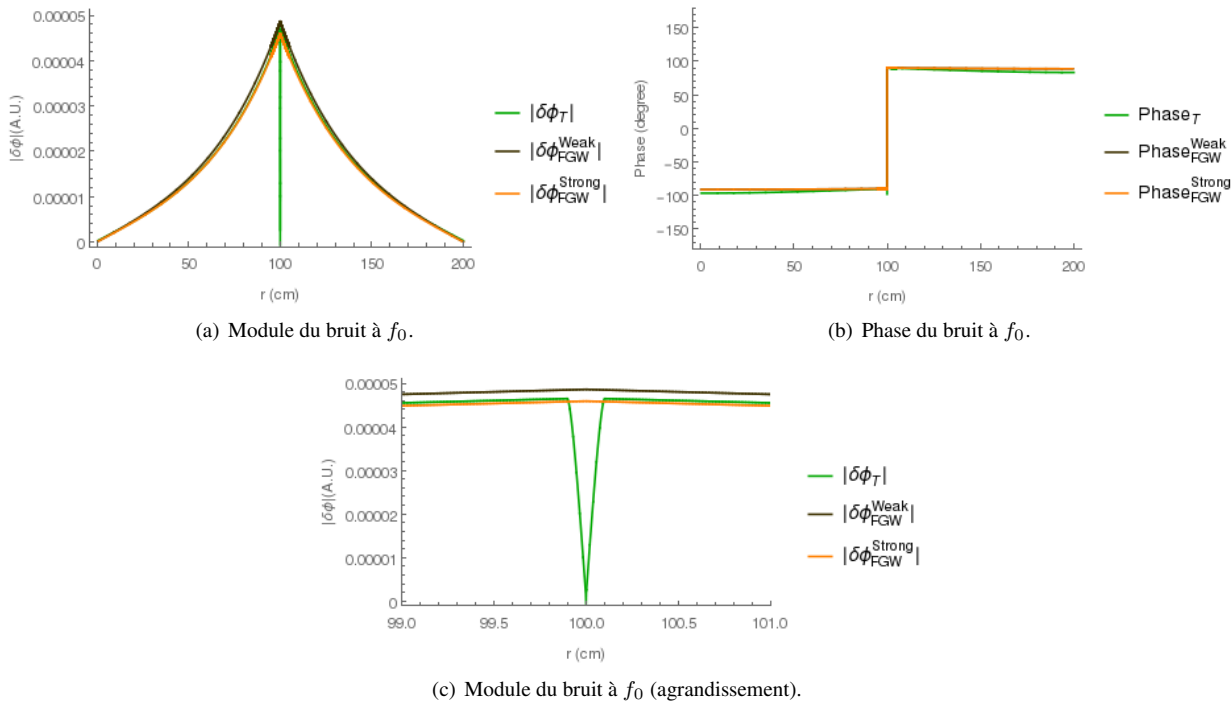 0.00005
0.00004
0.00003
0.00002
0.00001
0
|δϕ|(A.U.)
0 50 100 150 200
r (cm)
|δϕ_T|
|δϕ_FGW^Weak|
|δϕ_FGW^Strong|
(a) Module du bruit à f₀.
150
100
50
0
−50
−100
−150
Phase (degree)
0 50 100 150 200
r (cm)
Phase_T
Phase_FGW^Weak
Phase_FGW^Strong
(b) Phase du bruit à f₀.
0.00005
0.00004
0.00003
0.00002
0.00001
0
|δϕ|(A.U.)
99.0 99.5 100.0 100.5 101.0
r (cm)
|δϕ_T|
|δϕ_FGW^Weak|
|δϕ_FGW^Strong|
(c) Module du bruit à f₀ (agrandissement).